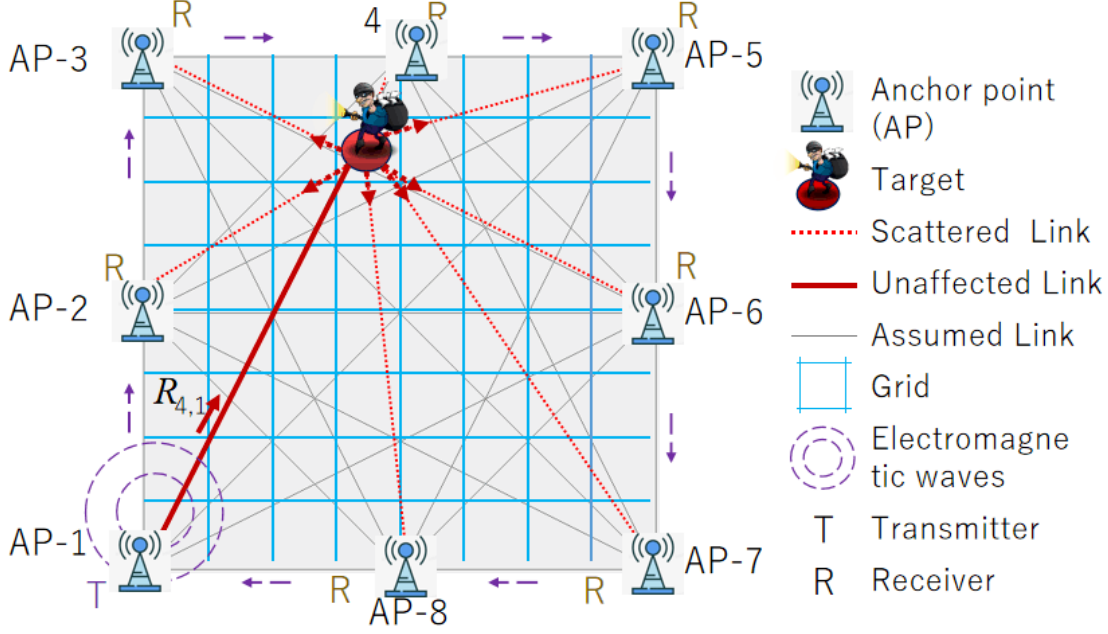 R
4
R
R
AP-3
AP-5
R
R
AP-2
AP-6
R4,1
AP-1
AP-7
T
R
R
AP-8
Anchor point
(AP)
Target
Scattered Link
Unaffected Link
Assumed Link
Grid
Electromagne
tic waves
T Transmitter
R Receiver